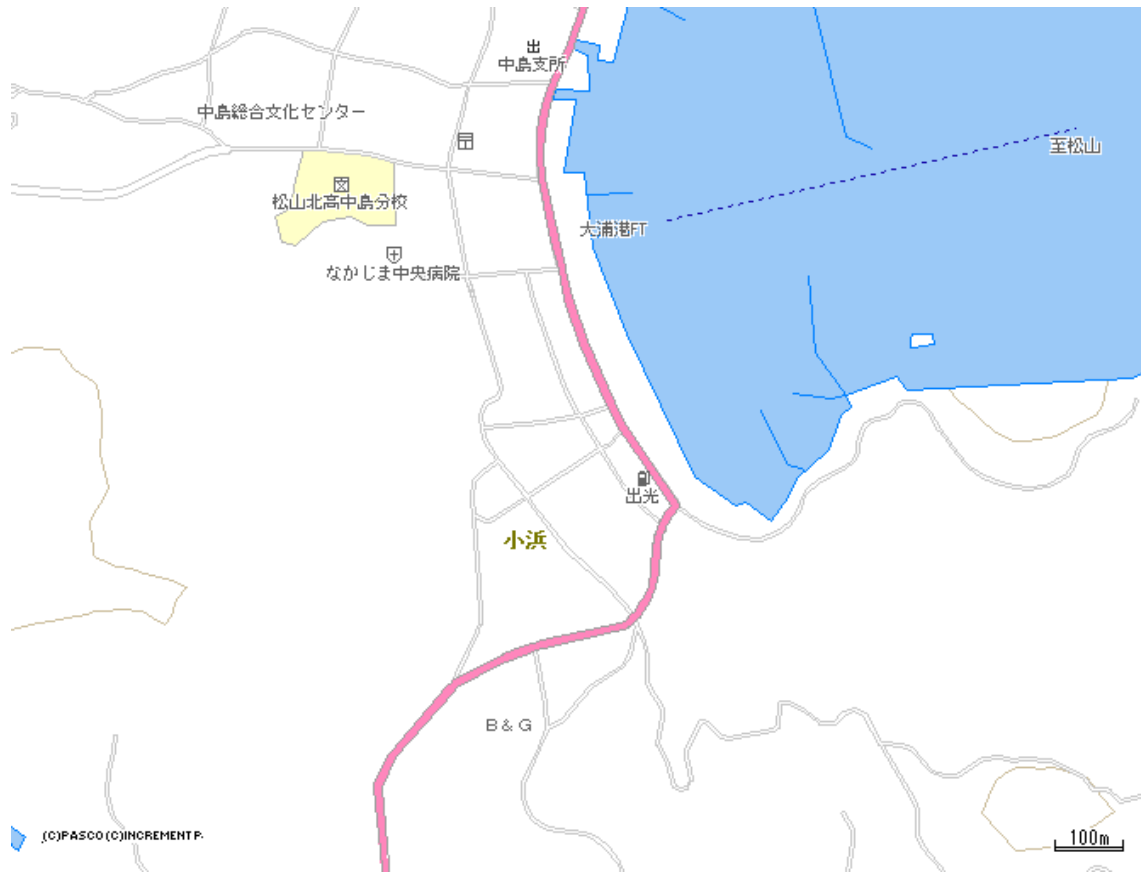 出
中島支所
中島総合文化センター
至松山
松山北高中島分校
大浦港FT
なかじま中央病院
出光
小浜
B&G
(C)PASCO(C)INCREMENT P.
100m